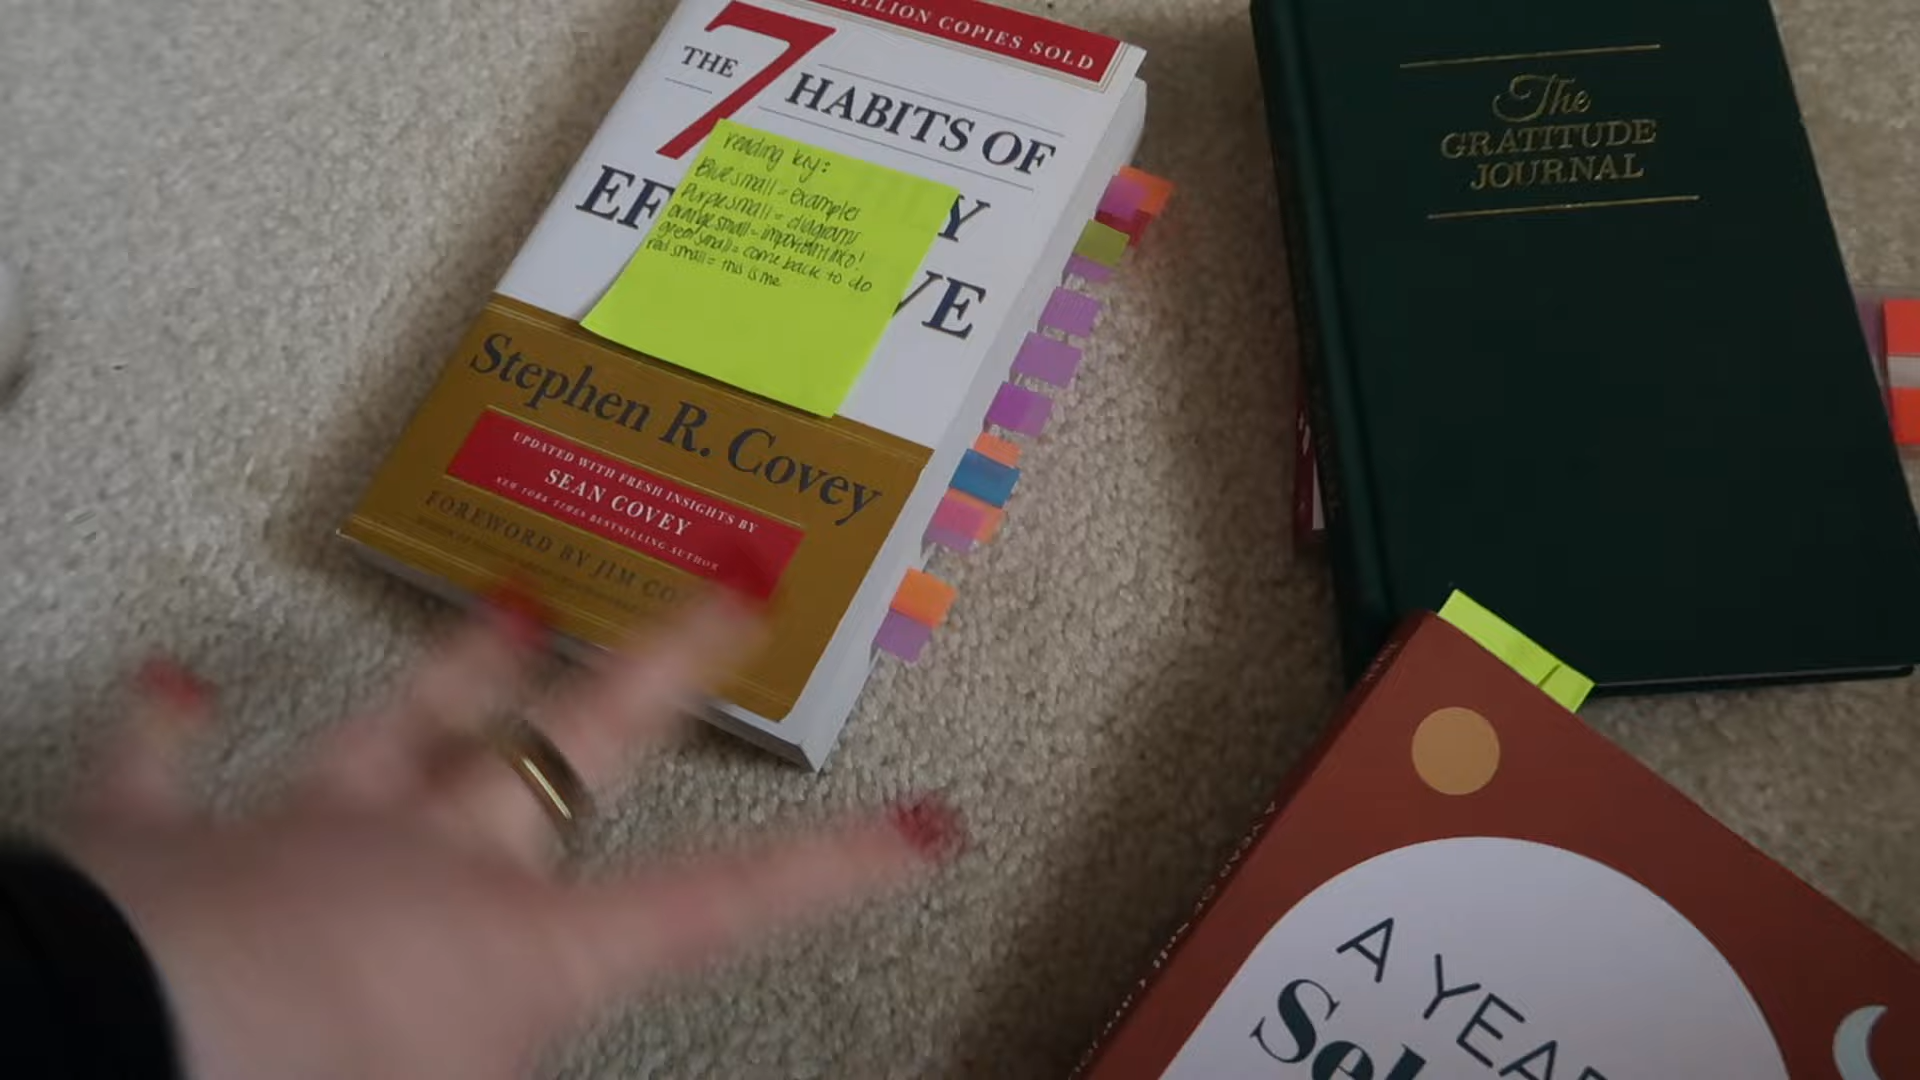 ILLION COPIES SOLD
THE 7 HABITS OF
EF Y
VE
reading key:
Blue small = examples
Purple small = diagrams
orange small = important info!
green small = come back to do
red small = this is me
Stephen R. Covey
UPDATED WITH FRESH INSIGHTS BY
SEAN COVEY
NEW YORK TIMES BESTSELLING AUTHOR
FOREWORD BY JIM CO
The
GRATITUDE
JOURNAL
A YEA
Sel